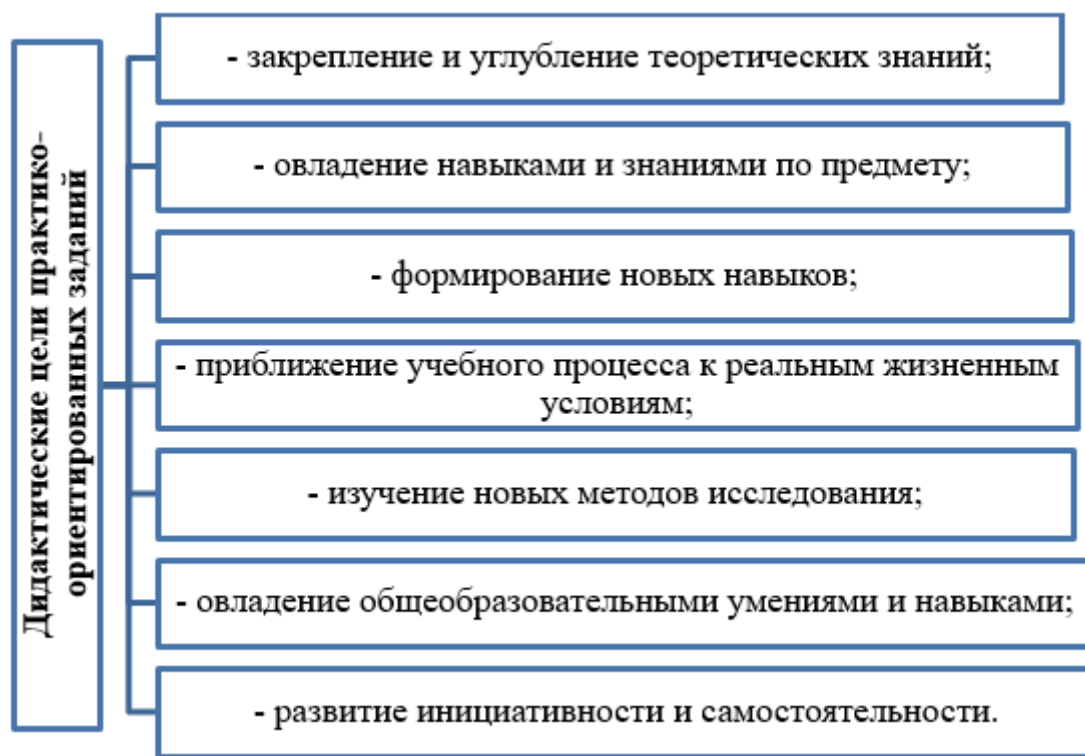 Дидактические цели практико-
ориентированных заданий
- закрепление и углубление теоретических знаний;
- овладение навыками и знаниями по предмету;
- формирование новых навыков;
- приближение учебного процесса к реальным жизненным
условиям;
- изучение новых методов исследования;
- овладение общеобразовательными умениями и навыками;
- развитие инициативности и самостоятельности.